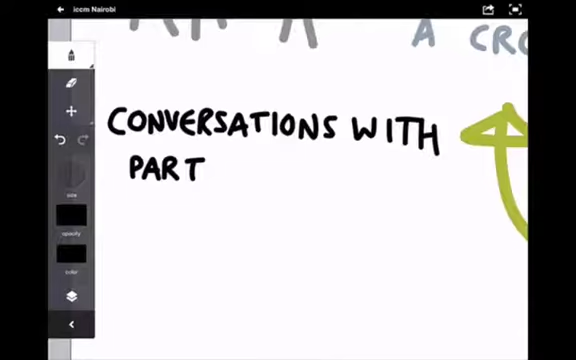 iccm Nairobi
A CRO
CONVERSATIONS WITH
PART
size
opacity
color